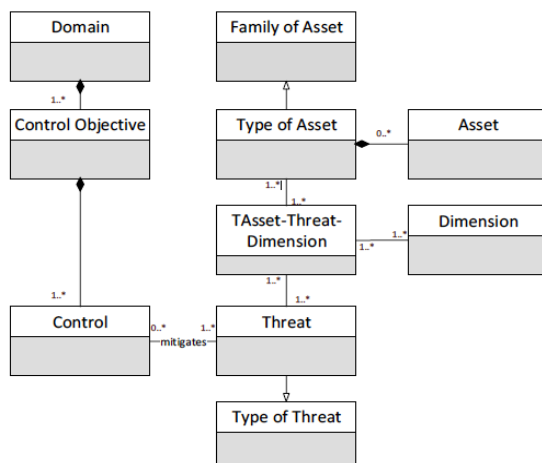 Domain
Family of Asset
1..*
Control Objective
Type of Asset
0..*
Asset
1..*
1..*
TAsset-Threat-
Dimension
1..*
1..*
Dimension
1..*
1..*
1..*
Control
0..*
mitigates
1..*
Threat
Type of Threat